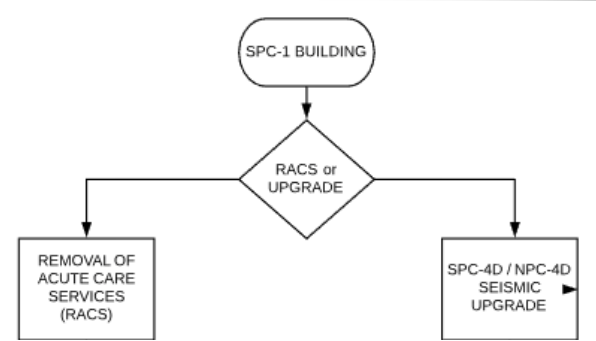 SPC-1 BUILDING
RACS or
UPGRADE
REMOVAL OF
ACUTE CARE
SERVICES
(RACS)
SPC-4D / NPC-4D
SEISMIC
UPGRADE